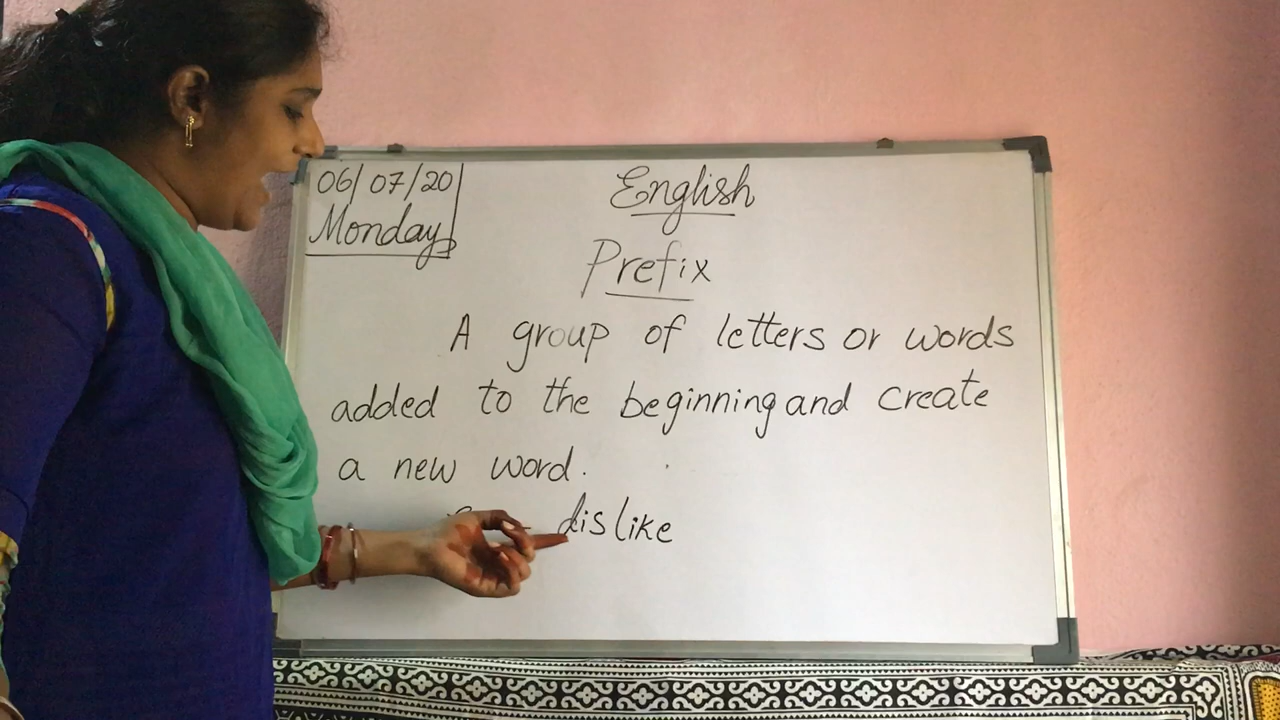 06/07/20
Monday
English
Prefix
A group of letters or words
added to the beginning and create
a new word.
dislike